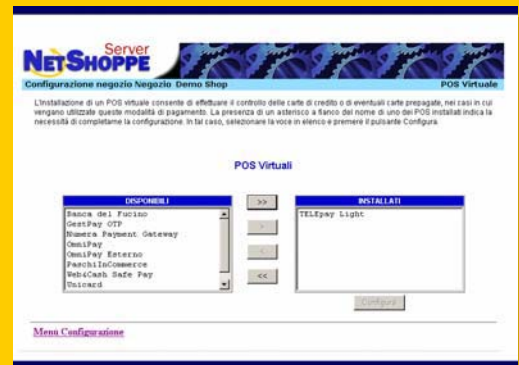 Server
NETSHOPPE
Configurazione negozio Negozio Demo Shop
POS Virtuale
L'installazione di un POS virtuale consente di effettuare il controllo delle carte di credito o di eventuali carte prepagate, nei casi in cui
vengano utilizzate queste modalità di pagamento. La presenza di un asterisco a fianco del nome di uno dei POS installati indica la
necessità di completarne la configurazione. In tal caso, selezionare la voce in elenco e premere il pulsante Configura.
POS Virtuali
DISPONIBILI
Banca del Fucino
GestPay OTP
Numera Payment Gateway
OmniPay
OmniPay Esterno
PaschiInCommerce
Web4Cash Safe Pay
Unicard
>>
>
<
<<
INSTALLATI
TELEpay Light
Configura
Menù Configurazione